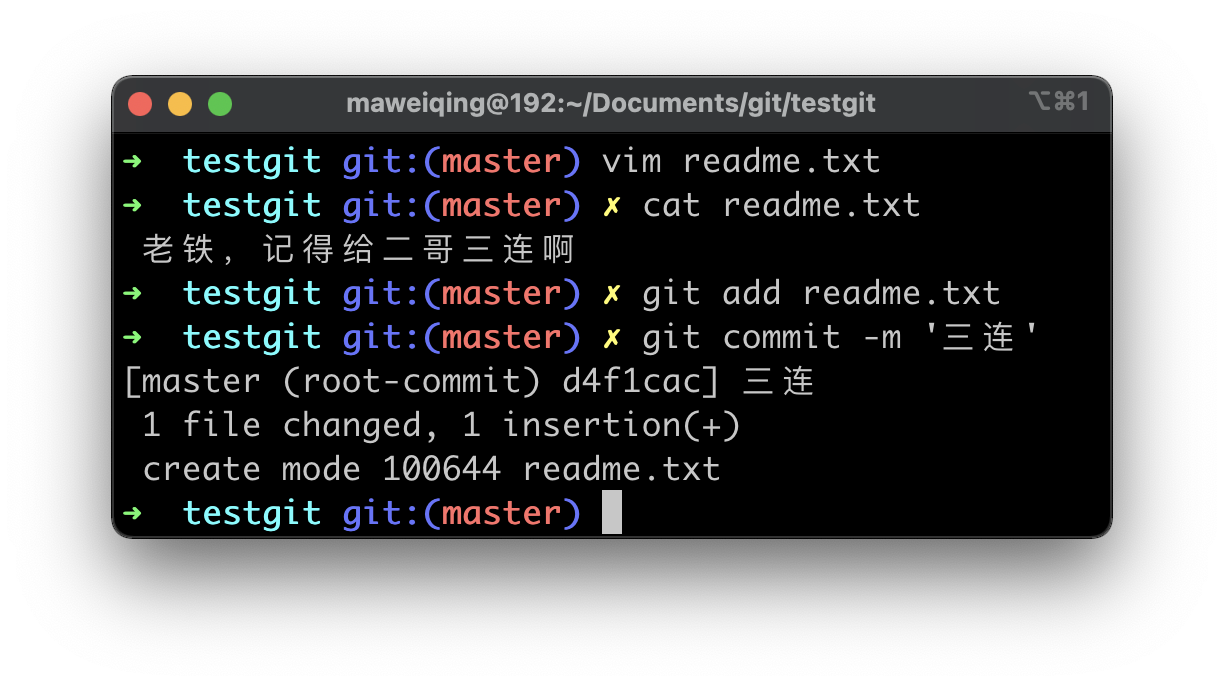 maweiqing@192:~/Documents/git/testgit ⌥⌘1
➜ testgit git:(master) vim readme.txt
➜ testgit git:(master) ✗ cat readme.txt
老铁, 记得给二哥三连啊
➜ testgit git:(master) ✗ git add readme.txt
➜ testgit git:(master) ✗ git commit -m '三连'
[master (root-commit) d4f1cac] 三连
1 file changed, 1 insertion(+)
create mode 100644 readme.txt
➜ testgit git:(master)